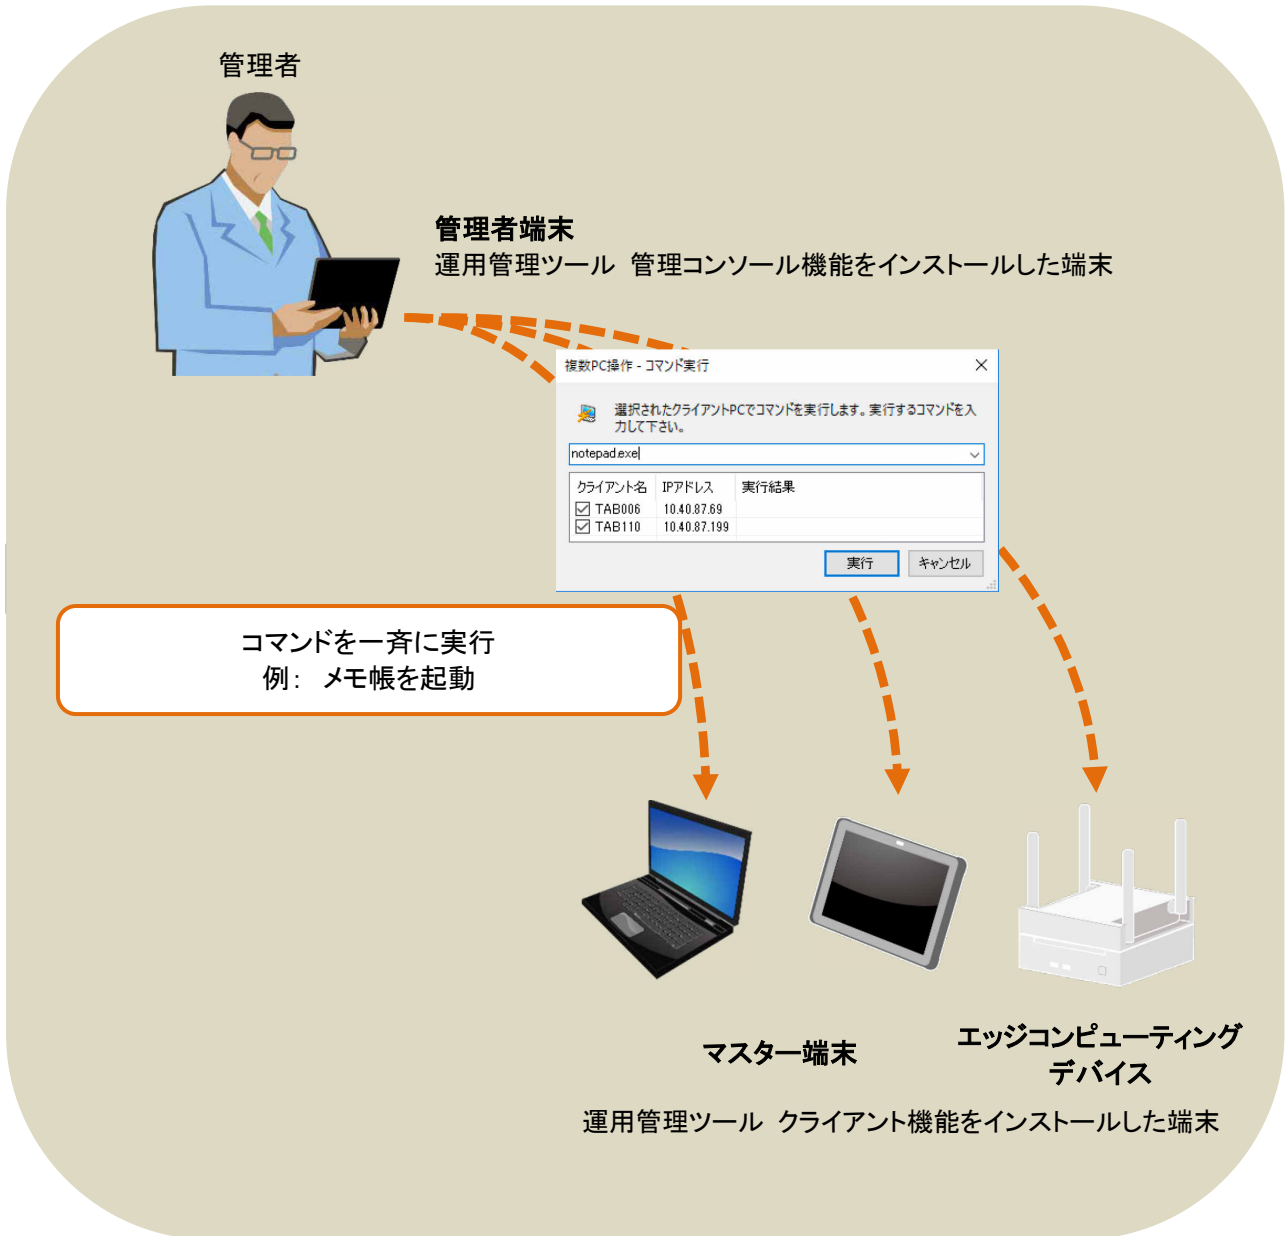 管理者
管理者端末
運用管理ツール 管理コンソール機能をインストールした端末
複数PC操作 - コマンド実行
選択されたクライアントPCでコマンドを実行します。実行するコマンドを入
力して下さい。
notepad.exe
クライアント名 IPアドレス 実行結果
TAB006 10.40.87.69
TAB110 10.40.87.199
実行 キャンセル
コマンドを一斉に実行
例： メモ帳を起動
マスター端末
エッジコンピューティング
デバイス
運用管理ツール クライアント機能をインストールした端末